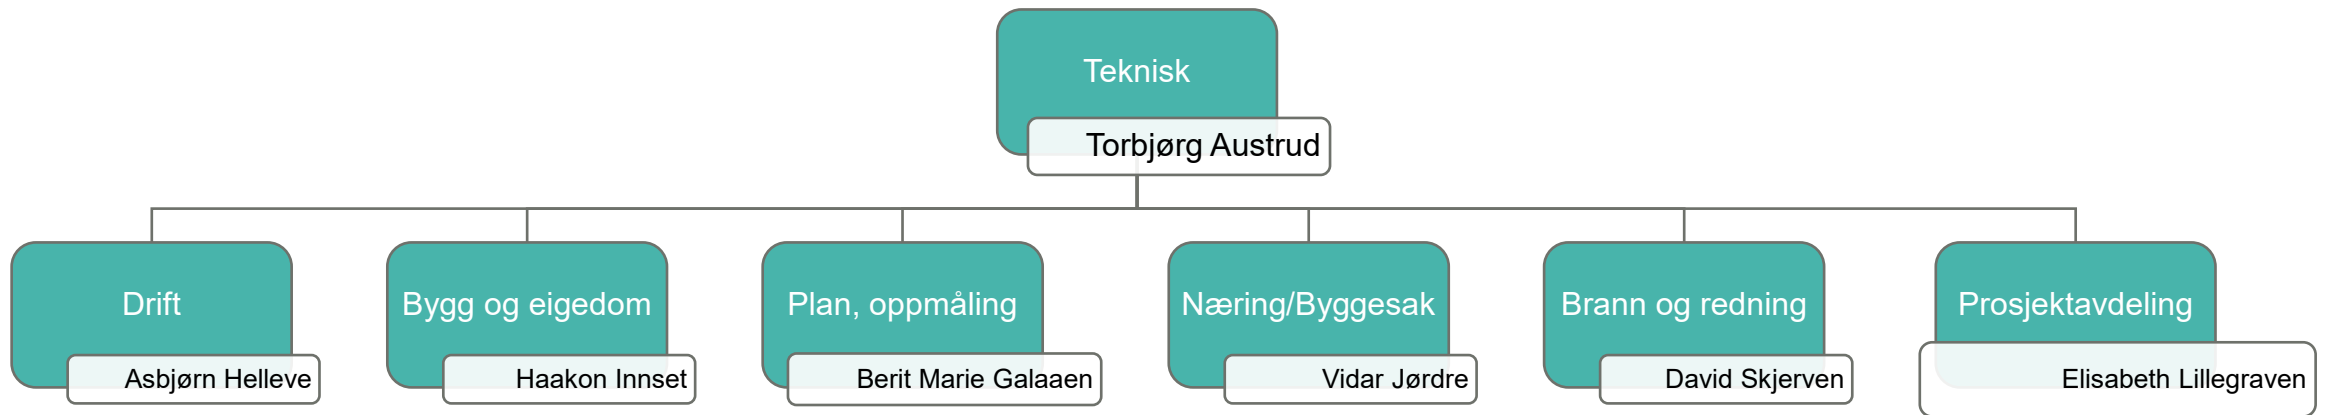 Teknisk
Torbjørg Austrud
Drift
Asbjørn Helleve
Bygg og eigedom
Haakon Innset
Plan, oppmåling
Berit Marie Galaaen
Næring/Byggesak
Vidar Jørdre
Brann og redning
David Skjerven
Prosjektavdeling
Elisabeth Lillegraven